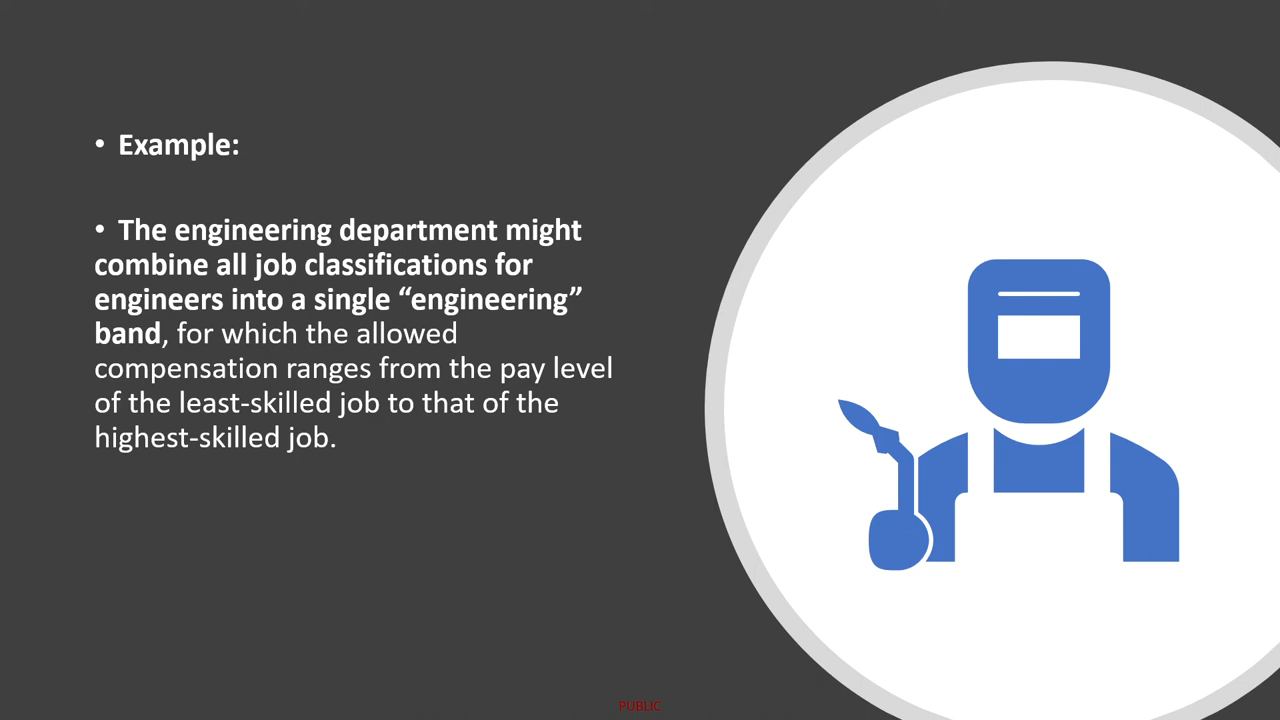 • Example:
• The engineering department might
combine all job classifications for
engineers into a single “engineering”
band, for which the allowed
compensation ranges from the pay level
of the least-skilled job to that of the
highest-skilled job.
PUBLIC